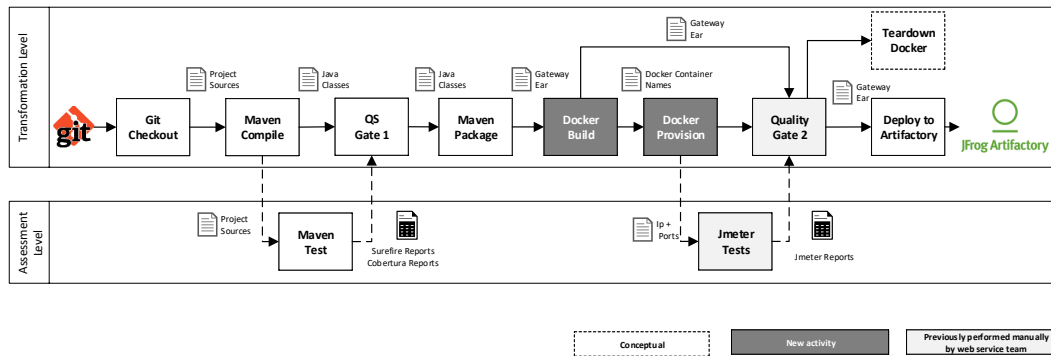 Transformation Level
Gateway
Ear
Teardown
Docker
Project
Sources
Java
Classes
Java
Classes
Gateway
Ear
Docker Container
Names
Gateway
Ear
git
Git
Checkout
Maven
Compile
QS
Gate 1
Maven
Package
Docker
Build
Docker
Provision
Quality
Gate 2
Deploy to
Artifactory
JFrog Artifactory
Assessment
Level
Project
Sources
Maven
Test
Surefire Reports
Cobertura Reports
Ip +
Ports
Jmeter
Tests
Jmeter Reports
Conceptual
New activity
Previously performed manually
by web service team